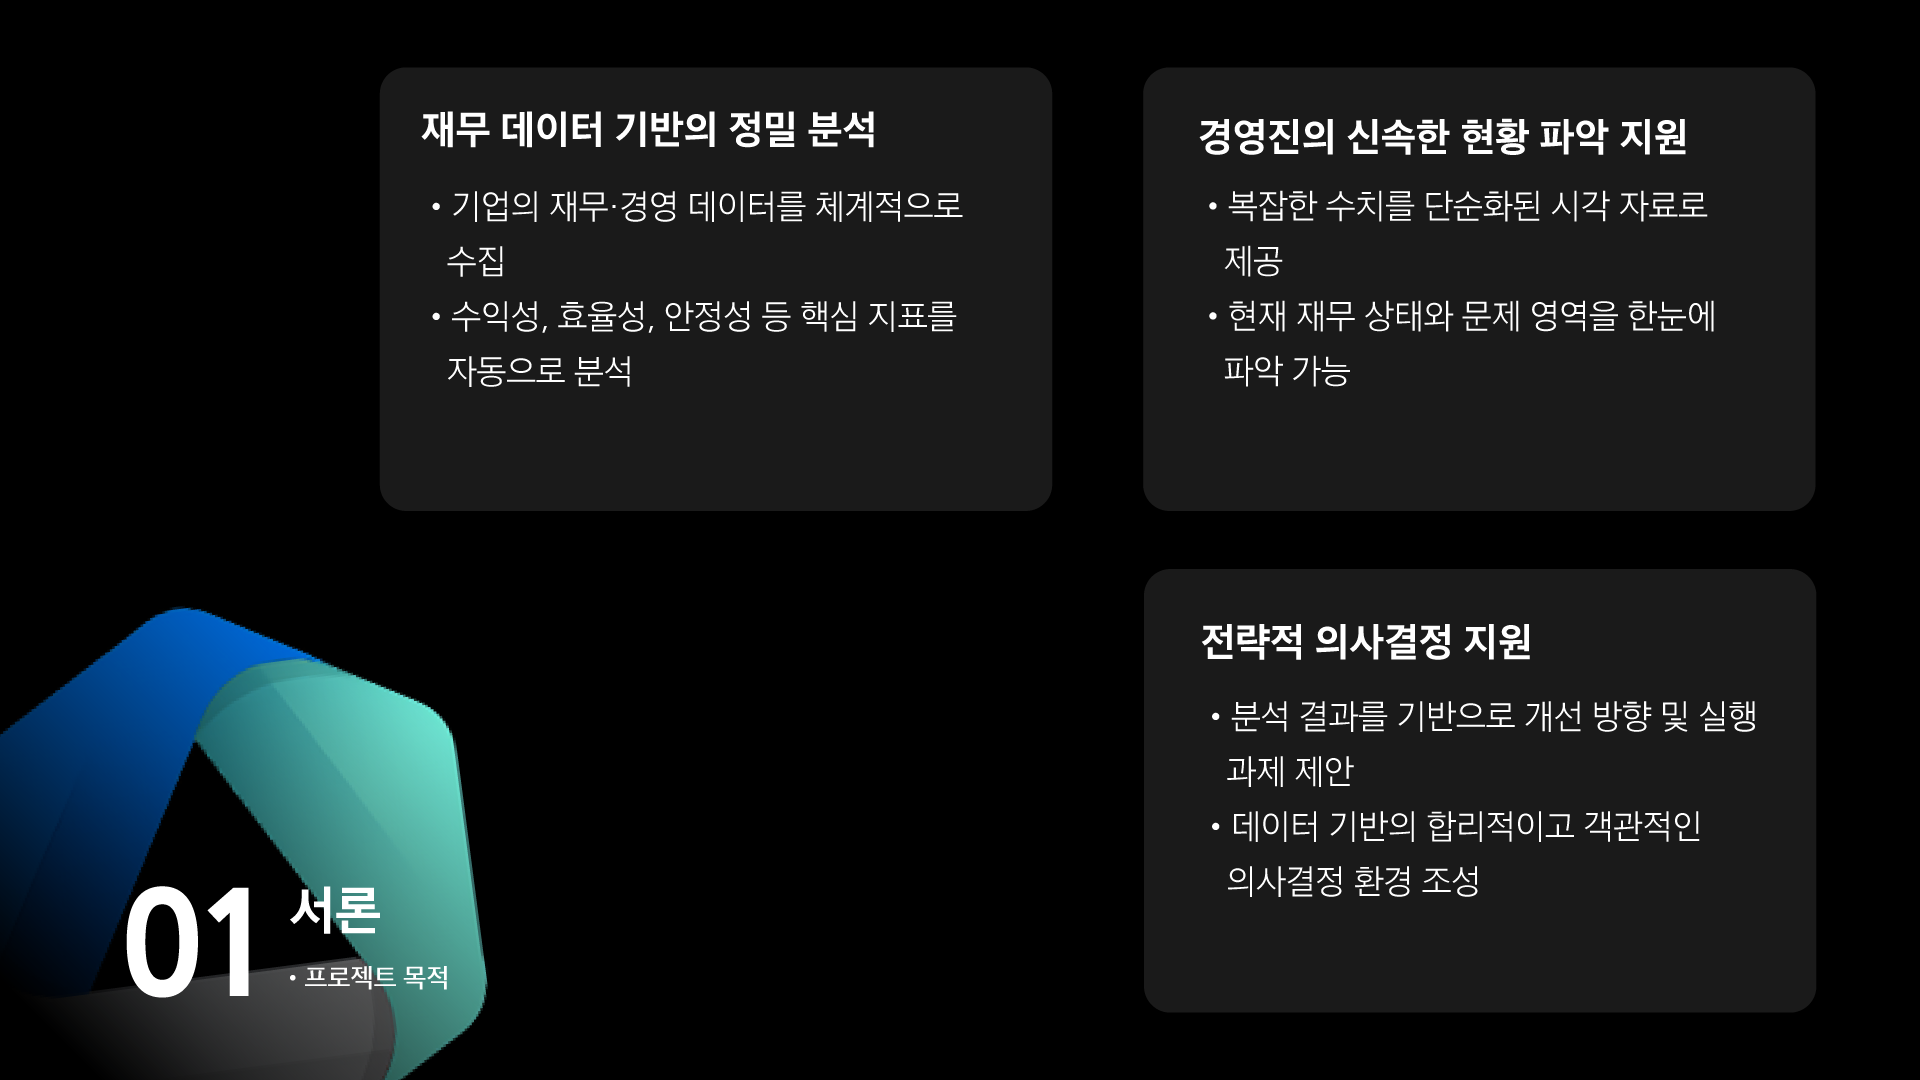 재무 데이터 기반의 정밀 분석
• 기업의 재무·경영 데이터를 체계적으로
수집
• 수익성, 효율성, 안정성 등 핵심 지표를
자동으로 분석
경영진의 신속한 현황 파악 지원
• 복잡한 수치를 단순화된 시각 자료로
제공
• 현재 재무 상태와 문제 영역을 한눈에
파악 가능
전략적 의사결정 지원
• 분석 결과를 기반으로 개선 방향 및 실행
과제 제안
• 데이터 기반의 합리적이고 객관적인
의사결정 환경 조성
01 서론
• 프로젝트 목적